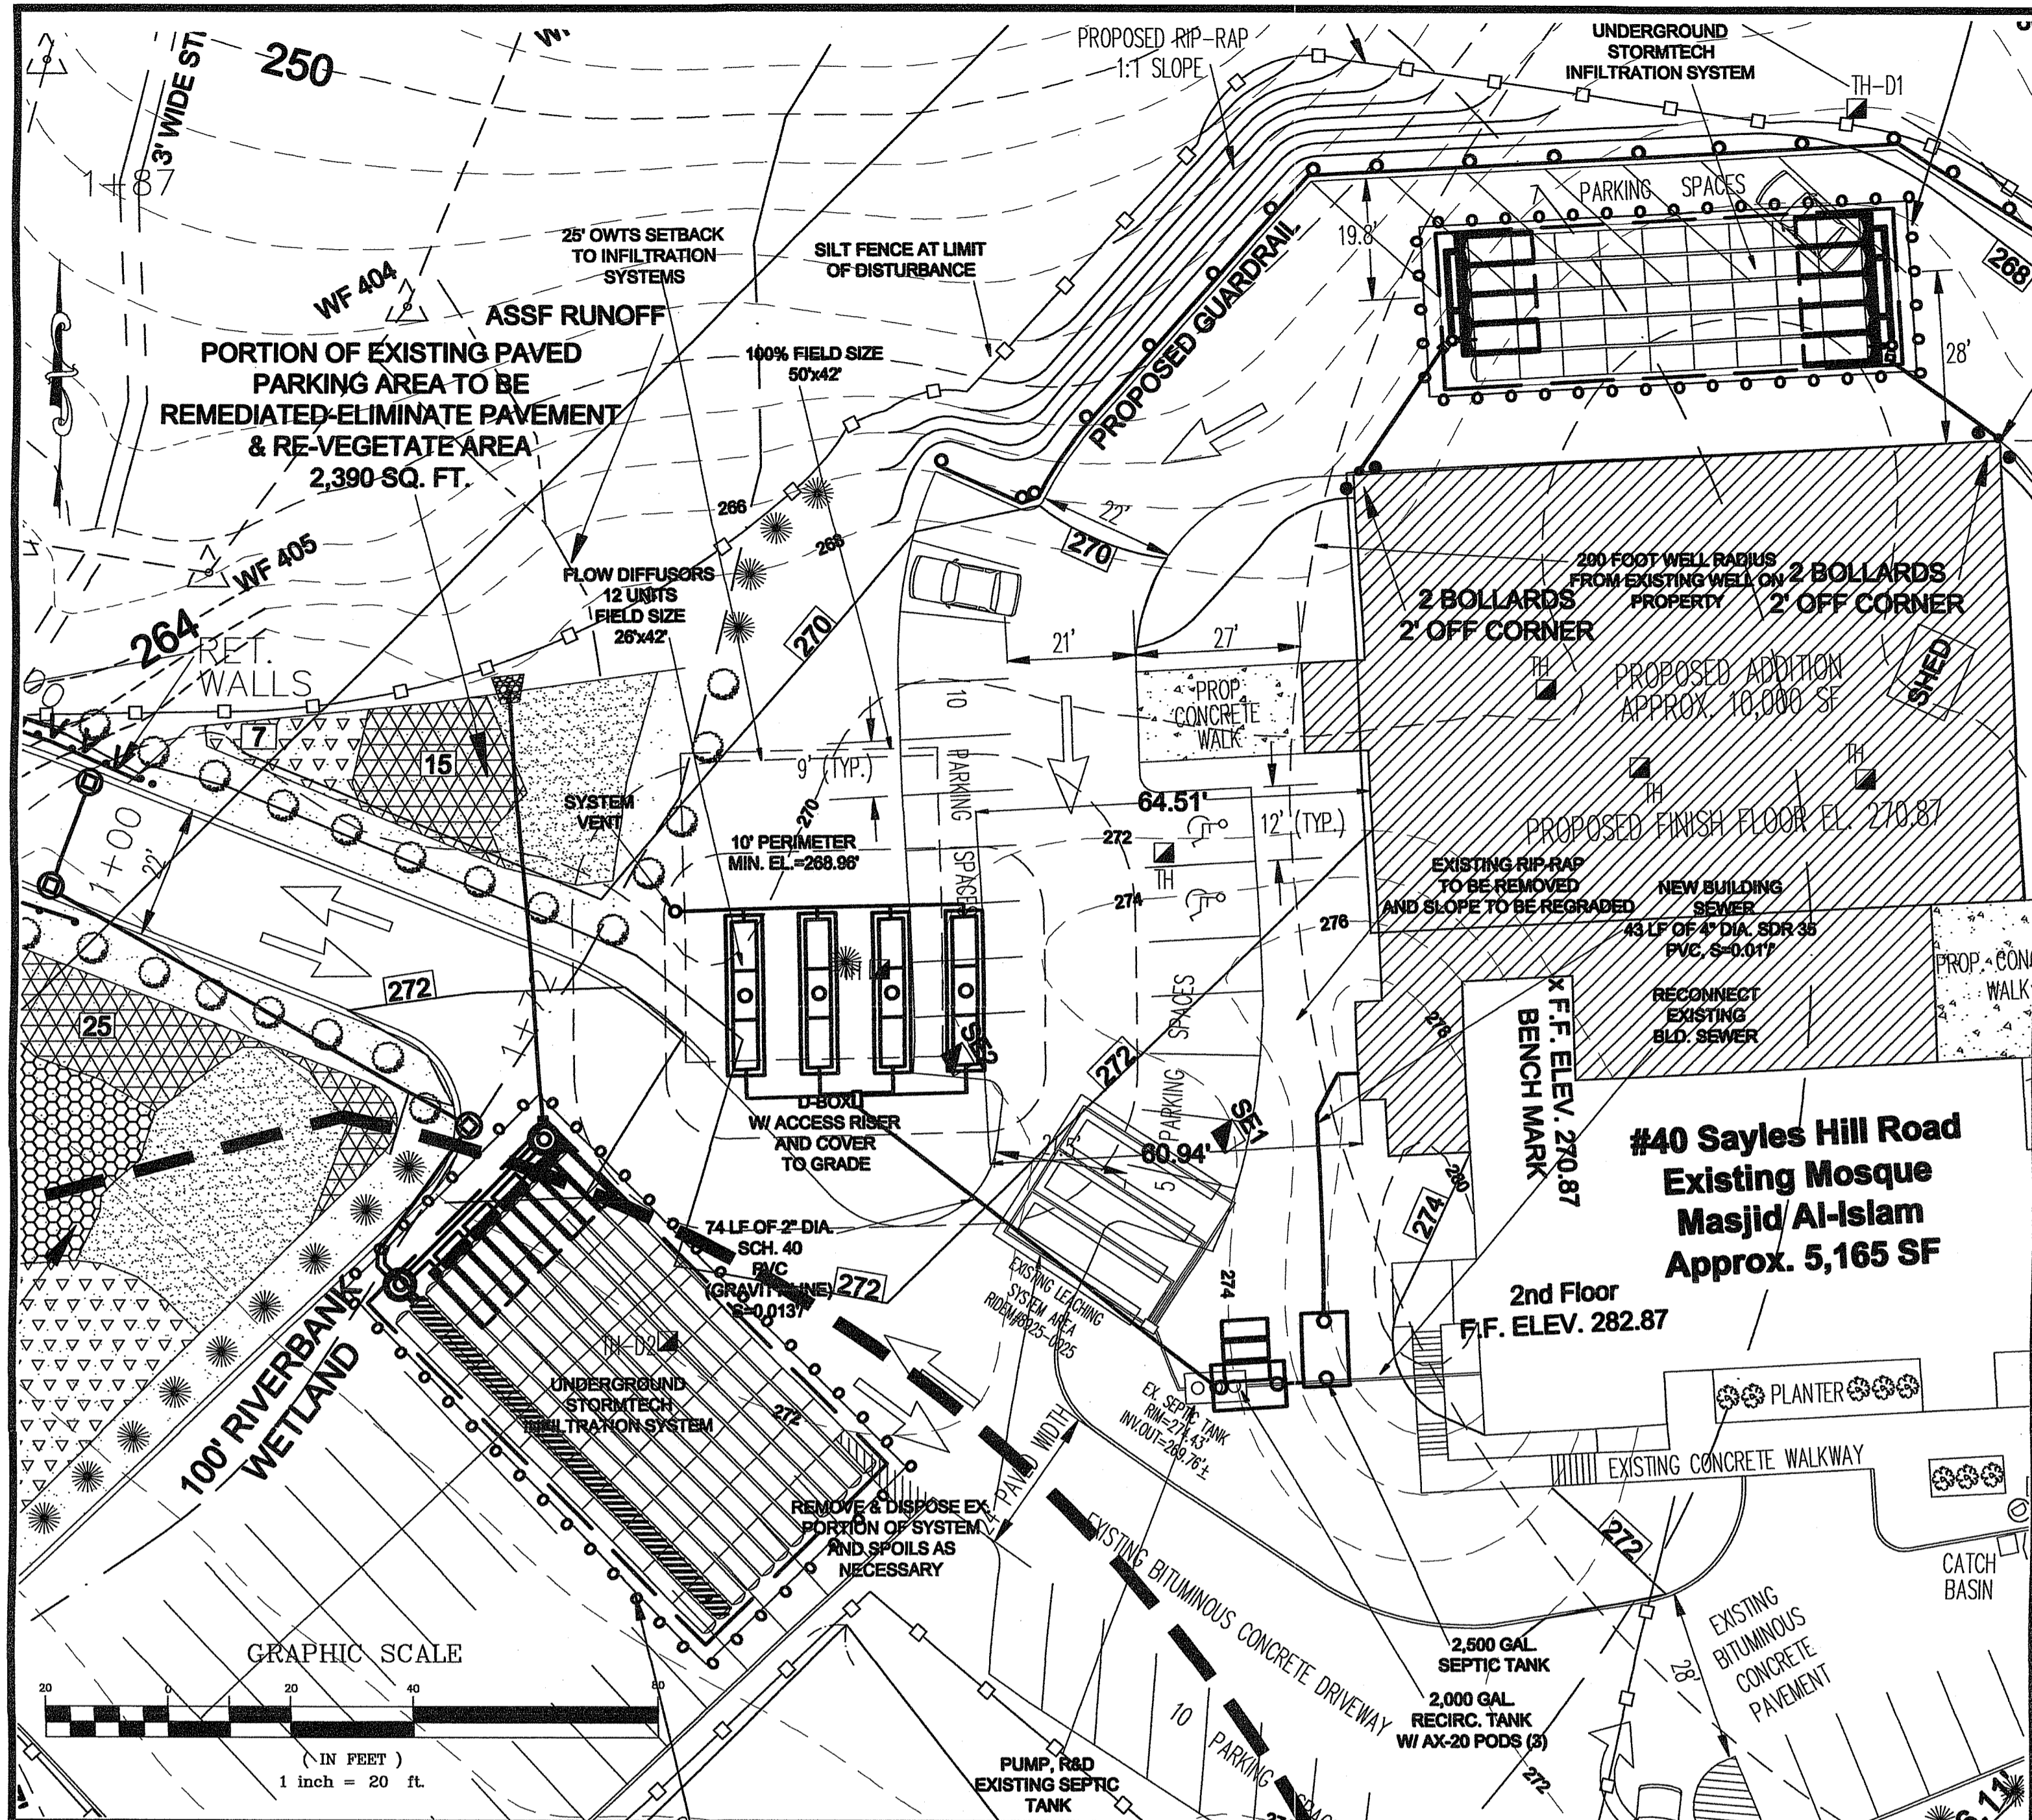 250
3' WIDE
1+87
PROPOSED RIP-RAP
1:1 SLOPE
UNDERGROUND
STORMTECH
INFILTRATION SYSTEM
TH-D1
7 PARKING SPACES
19.8'
268
28'
25' OWTS SETBACK
TO INFILTRATION
SYSTEMS
SILT FENCE AT LIMIT
OF DISTURBANCE
WF 404
ASSF RUNOFF
PORTION OF EXISTING PAVED
PARKING AREA TO BE
REMEDIATED-ELIMINATE PAVEMENT
& RE-VEGETATE AREA
2,390 SQ. FT.
100% FIELD SIZE
50'x42'
PROPOSED GUARDRAIL
266
268
22'
270
WF 405
FLOW DIFFUSORS
12 UNITS
FIELD SIZE
26'x42'
270
200 FOOT WELL RADIUS
FROM EXISTING WELL ON
PROPERTY
2 BOLLARDS
2' OFF CORNER
2 BOLLARDS
2' OFF CORNER
264
RET.
WALLS
21'
27'
TH
PROPOSED ADDITION
APPROX. 10,000 SF
SHED
PROP.
CONCRETE
WALK
10 PARKING SPACES
7
15
9' (TYP.)
SYSTEM
VENT
270
64.51'
TH
TH
12' (TYP.)
PROPOSED FINISH FLOOR EL. 270.87
10' PERIMETER
MIN. EL.=268.96'
272
TH
274
276
1+00
22'
EXISTING RIP-RAP
TO BE REMOVED
AND SLOPE TO BE REGRADED
NEW BUILDING
SEWER
43 LF OF 4" DIA. SDR 35
PVC, S=0.01'/'
PROP. CON
WALK
272
25
RECONNECT
EXISTING
BLD. SEWER
278
X F.F. ELEV. 270.87
BENCH MARK
SE2
272
5 PARKING SPACES
SE1
60.94'
D-BOX
W/ ACCESS RISER
AND COVER
TO GRADE
#40 Sayles Hill Road
Existing Mosque
Masjid Al-Islam
Approx. 5,165 SF
280
274
74 LF OF 2" DIA.
SCH. 40
PVC
(GRAVITY LINE)
S=0.013'/'
272
EXISTING LEACHING
SYSTEM AREA
274
2nd Floor
F.F. ELEV. 282.87
100' RIVERBANK
WETLAND
TH-D2
UNDERGROUND
STORMTECH
INFILTRATION SYSTEM
272
EX. SEPTIC TANK
INV.OUT=269.76'±
PLANTER
24' PAVED WIDTH
EXISTING CONCRETE WALKWAY
REMOVE & DISPOSE EX.
PORTION OF SYSTEM
AND SPOILS AS
NECESSARY
EXISTING BITUMINOUS CONCRETE DRIVEWAY
272
CATCH
BASIN
EXISTING
BITUMINOUS
CONCRETE
PAVEMENT
28'
GRAPHIC SCALE
20 0 20 40 80
( IN FEET )
1 inch = 20 ft.
2,500 GAL.
SEPTIC TANK
2,000 GAL.
RECIRC. TANK
W/ AX-20 PODS (3)
10 PARKING
PUMP, R&D
EXISTING SEPTIC
TANK
272